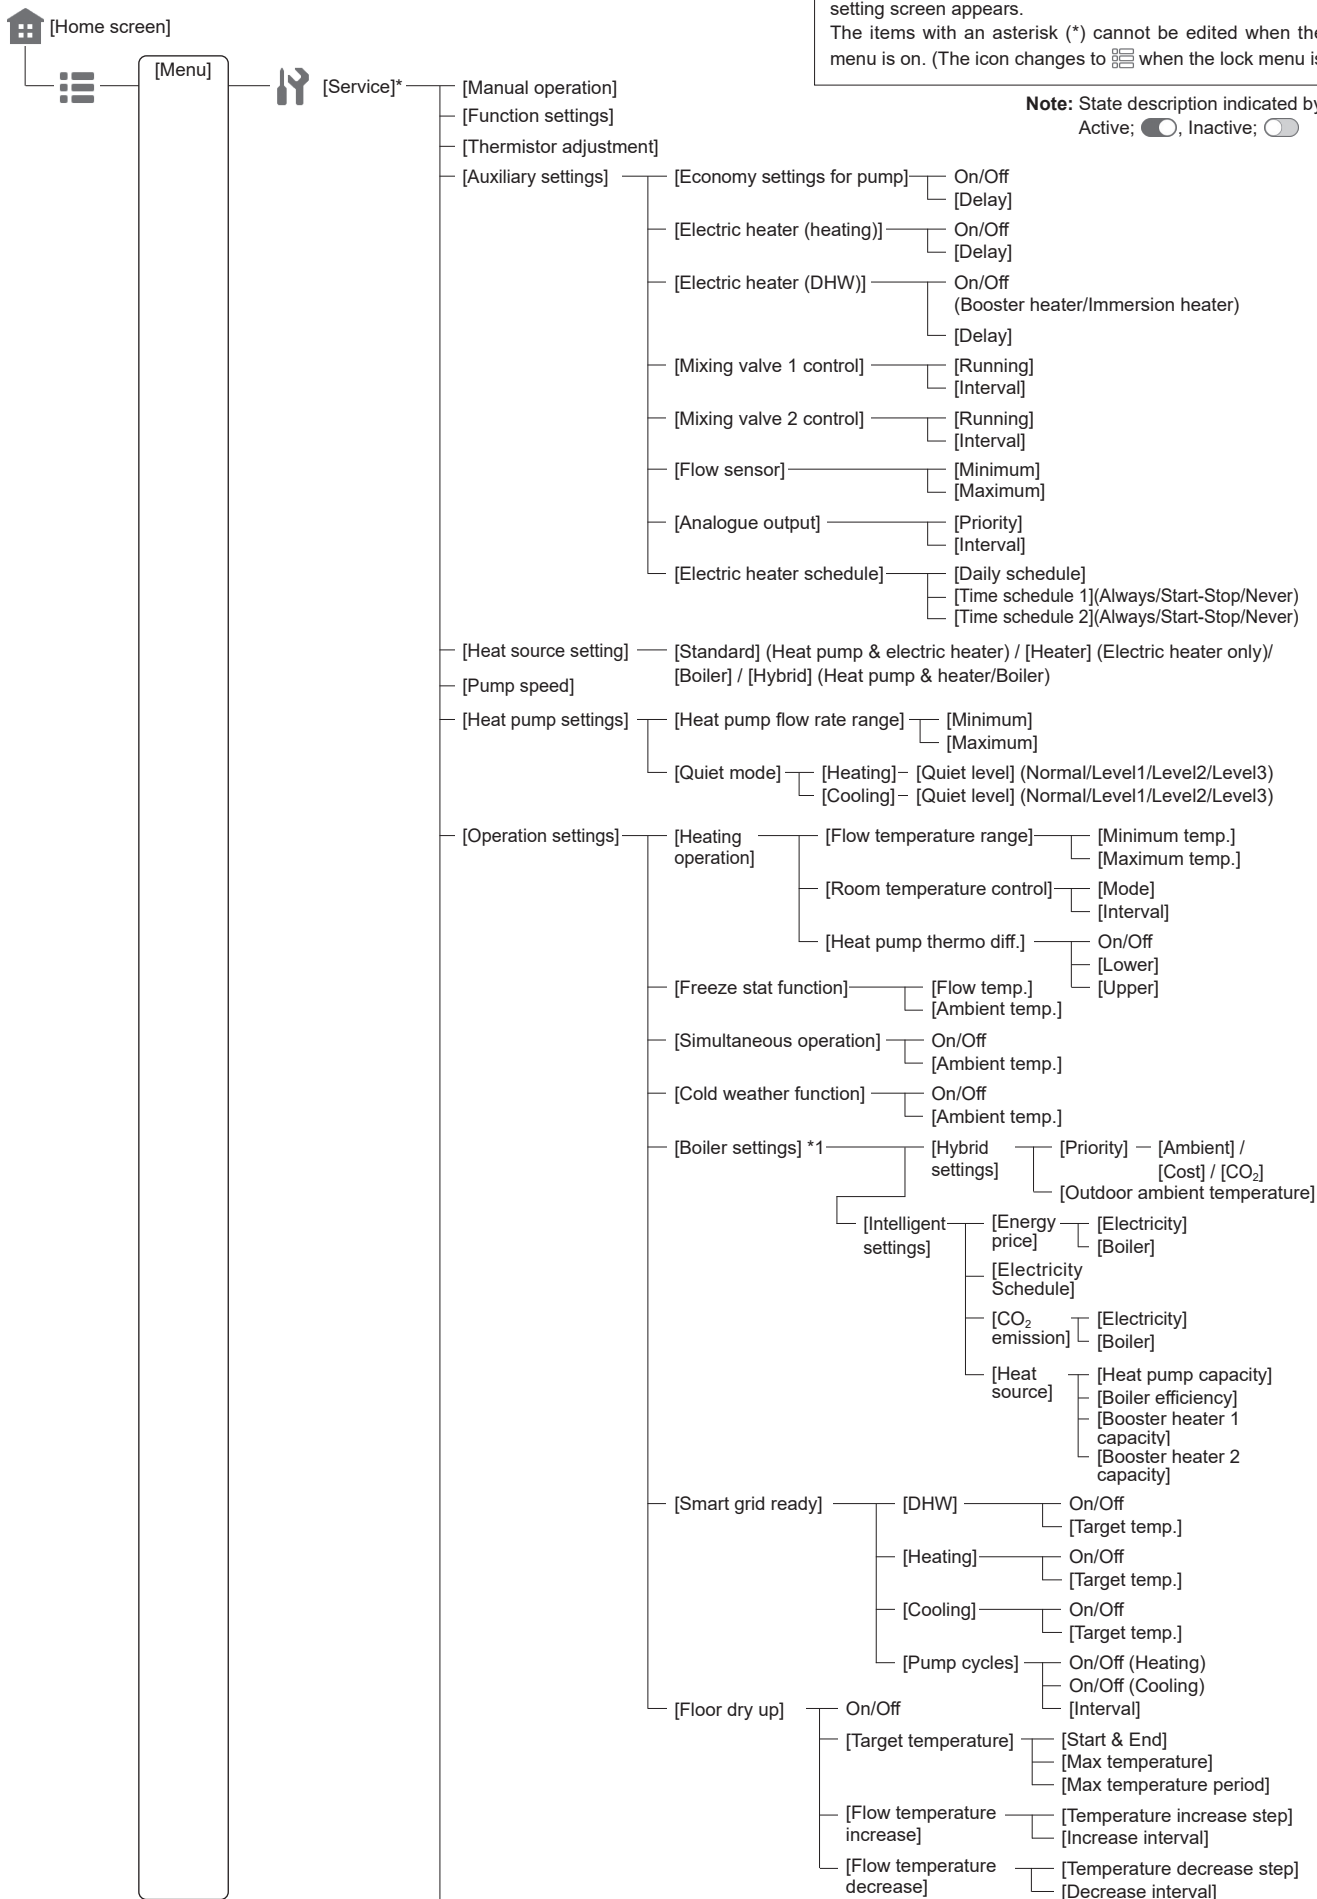 setting screen appears.
[Home screen]
The items with an asterisk (*) cannot be edited when the
menu is on. (The icon changes to when the lock menu is
[Menu]
[Service]*
[Manual operation]
Note: State description indicated by
[Function settings]
Active; , Inactive;
[Thermistor adjustment]
[Auxiliary settings]
[Economy settings for pump]
On/Off
[Delay]
[Electric heater (heating)]
On/Off
[Delay]
[Electric heater (DHW)]
On/Off
(Booster heater/Immersion heater)
[Delay]
[Mixing valve 1 control]
[Running]
[Interval]
[Mixing valve 2 control]
[Running]
[Interval]
[Flow sensor]
[Minimum]
[Maximum]
[Analogue output]
[Priority]
[Interval]
[Electric heater schedule]
[Daily schedule]
[Time schedule 1](Always/Start-Stop/Never)
[Time schedule 2](Always/Start-Stop/Never)
[Heat source setting]
[Standard] (Heat pump & electric heater) / [Heater] (Electric heater only)/
[Boiler] / [Hybrid] (Heat pump & heater/Boiler)
[Pump speed]
[Heat pump settings]
[Heat pump flow rate range]
[Minimum]
[Maximum]
[Quiet mode]
[Heating]
[Quiet level] (Normal/Level1/Level2/Level3)
[Cooling]
[Quiet level] (Normal/Level1/Level2/Level3)
[Operation settings]
[Heating
operation]
[Flow temperature range]
[Minimum temp.]
[Maximum temp.]
[Room temperature control]
[Mode]
[Interval]
[Heat pump thermo diff.]
On/Off
[Lower]
[Upper]
[Freeze stat function]
[Flow temp.]
[Ambient temp.]
[Simultaneous operation]
On/Off
[Ambient temp.]
[Cold weather function]
On/Off
[Ambient temp.]
[Boiler settings] *1
[Hybrid
settings]
[Priority]
[Ambient] /
[Cost] / [CO₂]
[Outdoor ambient temperature]
[Intelligent
settings]
[Energy
price]
[Electricity]
[Boiler]
[Electricity
Schedule]
[CO₂
emission]
[Electricity]
[Boiler]
[Heat
source]
[Heat pump capacity]
[Boiler efficiency]
[Booster heater 1
capacity]
[Booster heater 2
capacity]
[Smart grid ready]
[DHW]
On/Off
[Target temp.]
[Heating]
On/Off
[Target temp.]
[Cooling]
On/Off
[Target temp.]
[Pump cycles]
On/Off (Heating)
On/Off (Cooling)
[Interval]
[Floor dry up]
On/Off
[Target temperature]
[Start & End]
[Max temperature]
[Max temperature period]
[Flow temperature
increase]
[Temperature increase step]
[Increase interval]
[Flow temperature
decrease]
[Temperature decrease step]
[Decrease interval]